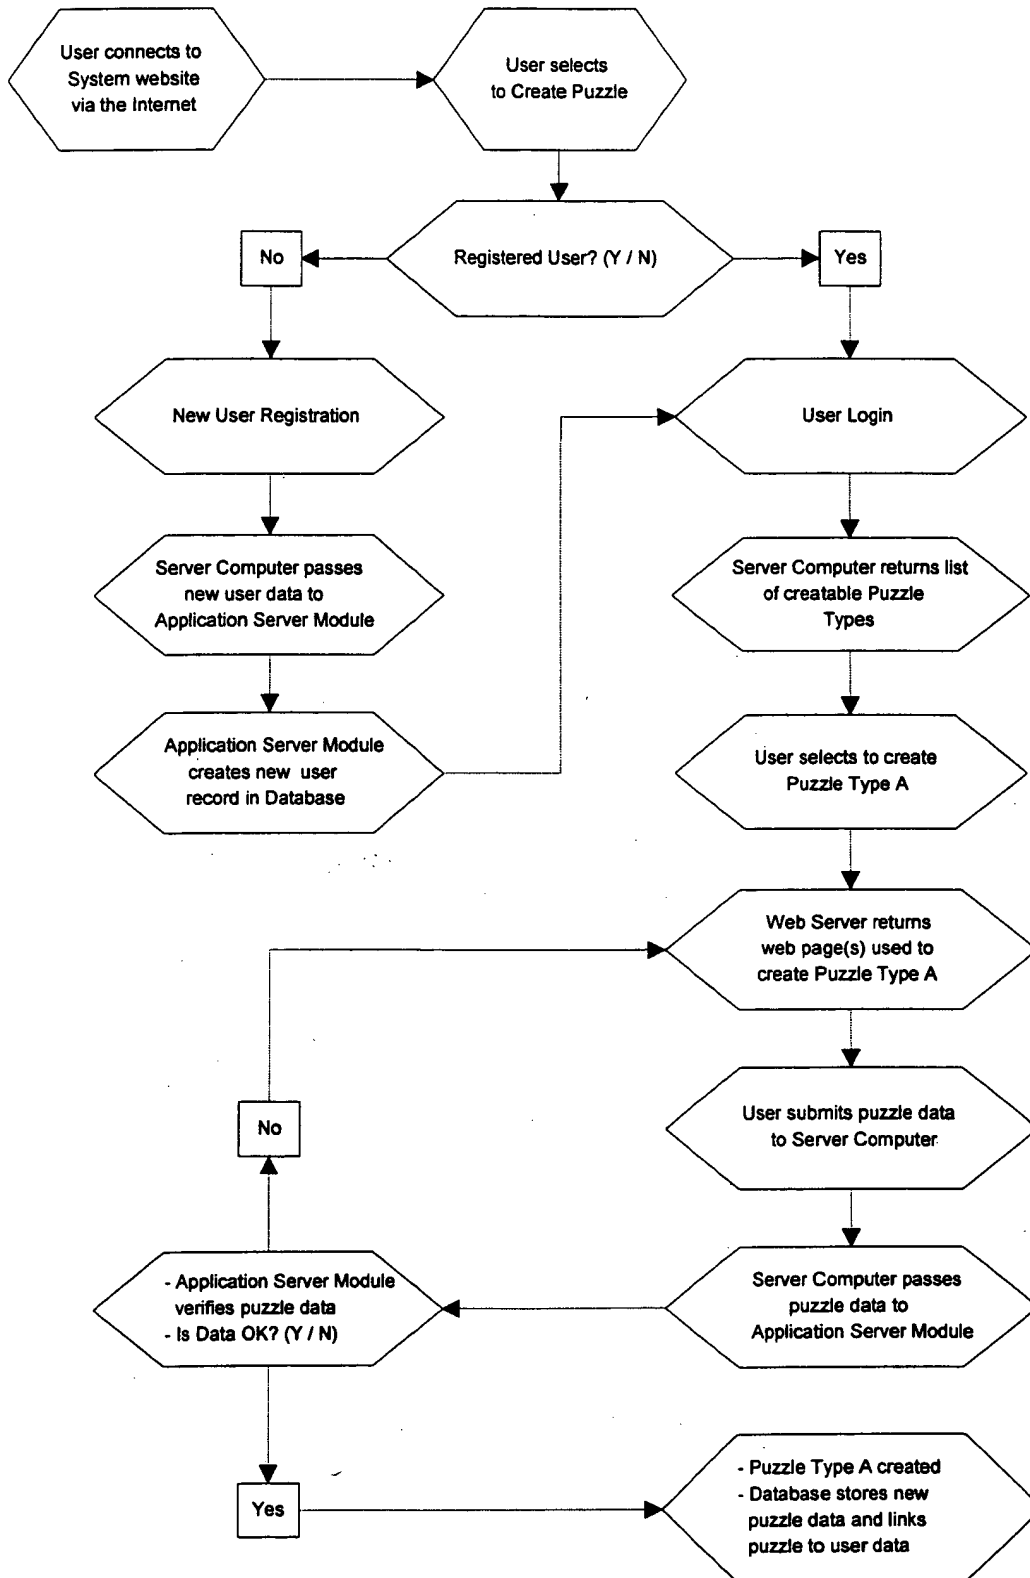 User connects to
System website
via the Internet
User selects
to Create Puzzle
No
Registered User? (Y / N)
Yes
New User Registration
User Login
Server Computer passes
new user data to
Application Server Module
Server Computer returns list
of creatable Puzzle
Types
Application Server Module
creates new user
record in Database
User selects to create
Puzzle Type A
Web Server returns
web page(s) used to
create Puzzle Type A
No
User submits puzzle data
to Server Computer
- Application Server Module
verifies puzzle data
- Is Data OK? (Y / N)
Server Computer passes
puzzle data to
Application Server Module
Yes
- Puzzle Type A created
- Database stores new
puzzle data and links
puzzle to user data